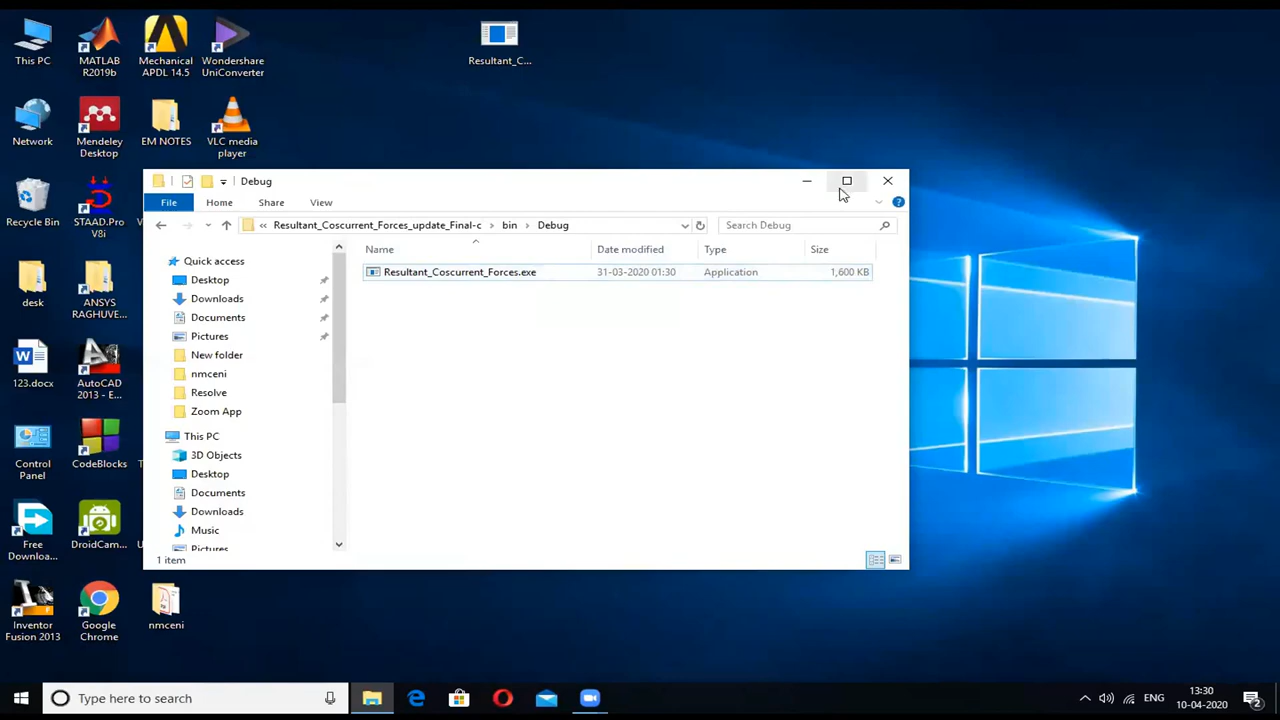 This PC
MATLAB R2019b
Mechanical APDL 14.5
Wondershare UniConverter
Resultant_C...
Network
Mendeley Desktop
EM NOTES
VLC media player
Debug
File
Home
Share
View
Recycle Bin
STAAD.Pro V8i
«
Resultant_Coscurrent_Forces_update_Final-c > bin > Debug
Search Debug
Name
Date modified
Type
Size
Resultant_Coscurrent_Forces.exe
31-03-2020 01:30
Application
1,600 KB
Quick access
Desktop
Downloads
Documents
Pictures
New folder
nmceni
Resolve
Zoom App
This PC
3D Objects
Desktop
Documents
Downloads
Music
Pictures
1 item
desk
ANSYS RAGHUVE...
123.docx
AutoCAD 2013 - E...
Control Panel
CodeBlocks
Free Downloa...
DroidCam...
Inventor Fusion 2013
Google Chrome
nmceni
Type here to search
ENG
13:30
10-04-2020
2